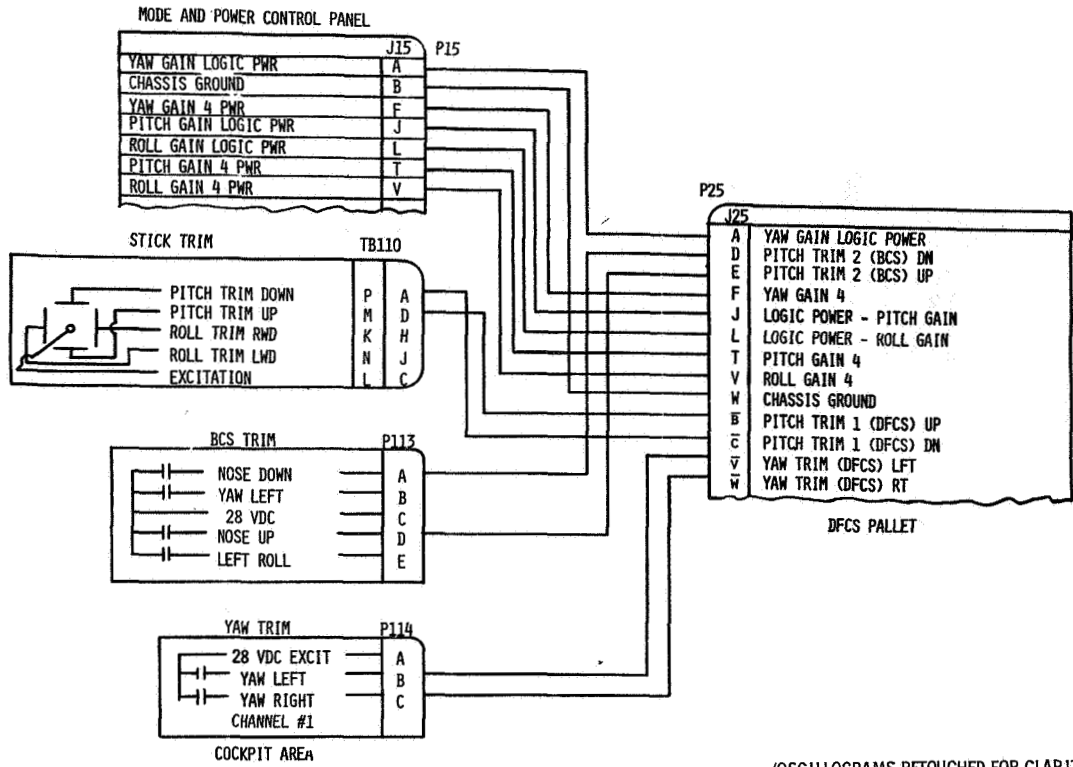 MODE AND POWER CONTROL PANEL
J15 P15
YAW GAIN LOGIC PWR A
CHASSIS GROUND B
YAW GAIN 4 PWR F
PITCH GAIN LOGIC PWR J
ROLL GAIN LOGIC PWR L
PITCH GAIN 4 PWR T
ROLL GAIN 4 PWR V
STICK TRIM TB110
PITCH TRIM DOWN P A
PITCH TRIM UP M D
ROLL TRIM RWD K H
ROLL TRIM LWD N J
EXCITATION L C
BCS TRIM P113
NOSE DOWN A
YAW LEFT B
28 VDC C
NOSE UP D
LEFT ROLL E
YAW TRIM P114
28 VDC EXCIT A
YAW LEFT B
YAW RIGHT C
CHANNEL #1
COCKPIT AREA
P25
J25
A YAW GAIN LOGIC POWER
D PITCH TRIM 2 (BCS) DN
E PITCH TRIM 2 (BCS) UP
F YAW GAIN 4
J LOGIC POWER - PITCH GAIN
L LOGIC POWER - ROLL GAIN
T PITCH GAIN 4
V ROLL GAIN 4
W CHASSIS GROUND
B̅ PITCH TRIM 1 (DFCS) UP
C̅ PITCH TRIM 1 (DFCS) DN
V̅ YAW TRIM (DFCS) LFT
W̅ YAW TRIM (DFCS) RT
DFCS PALLET